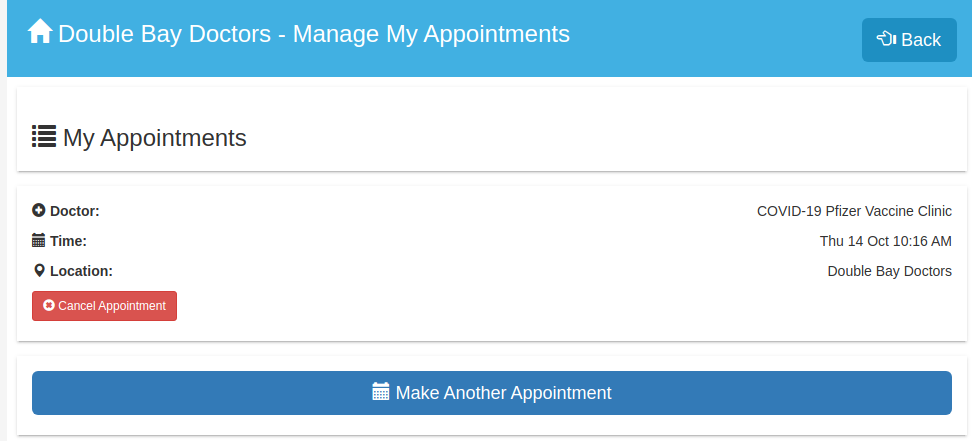 Double Bay Doctors - Manage My Appointments
Back
My Appointments
Doctor: COVID-19 Pfizer Vaccine Clinic
Time: Thu 14 Oct 10:16 AM
Location: Double Bay Doctors
Cancel Appointment
Make Another Appointment